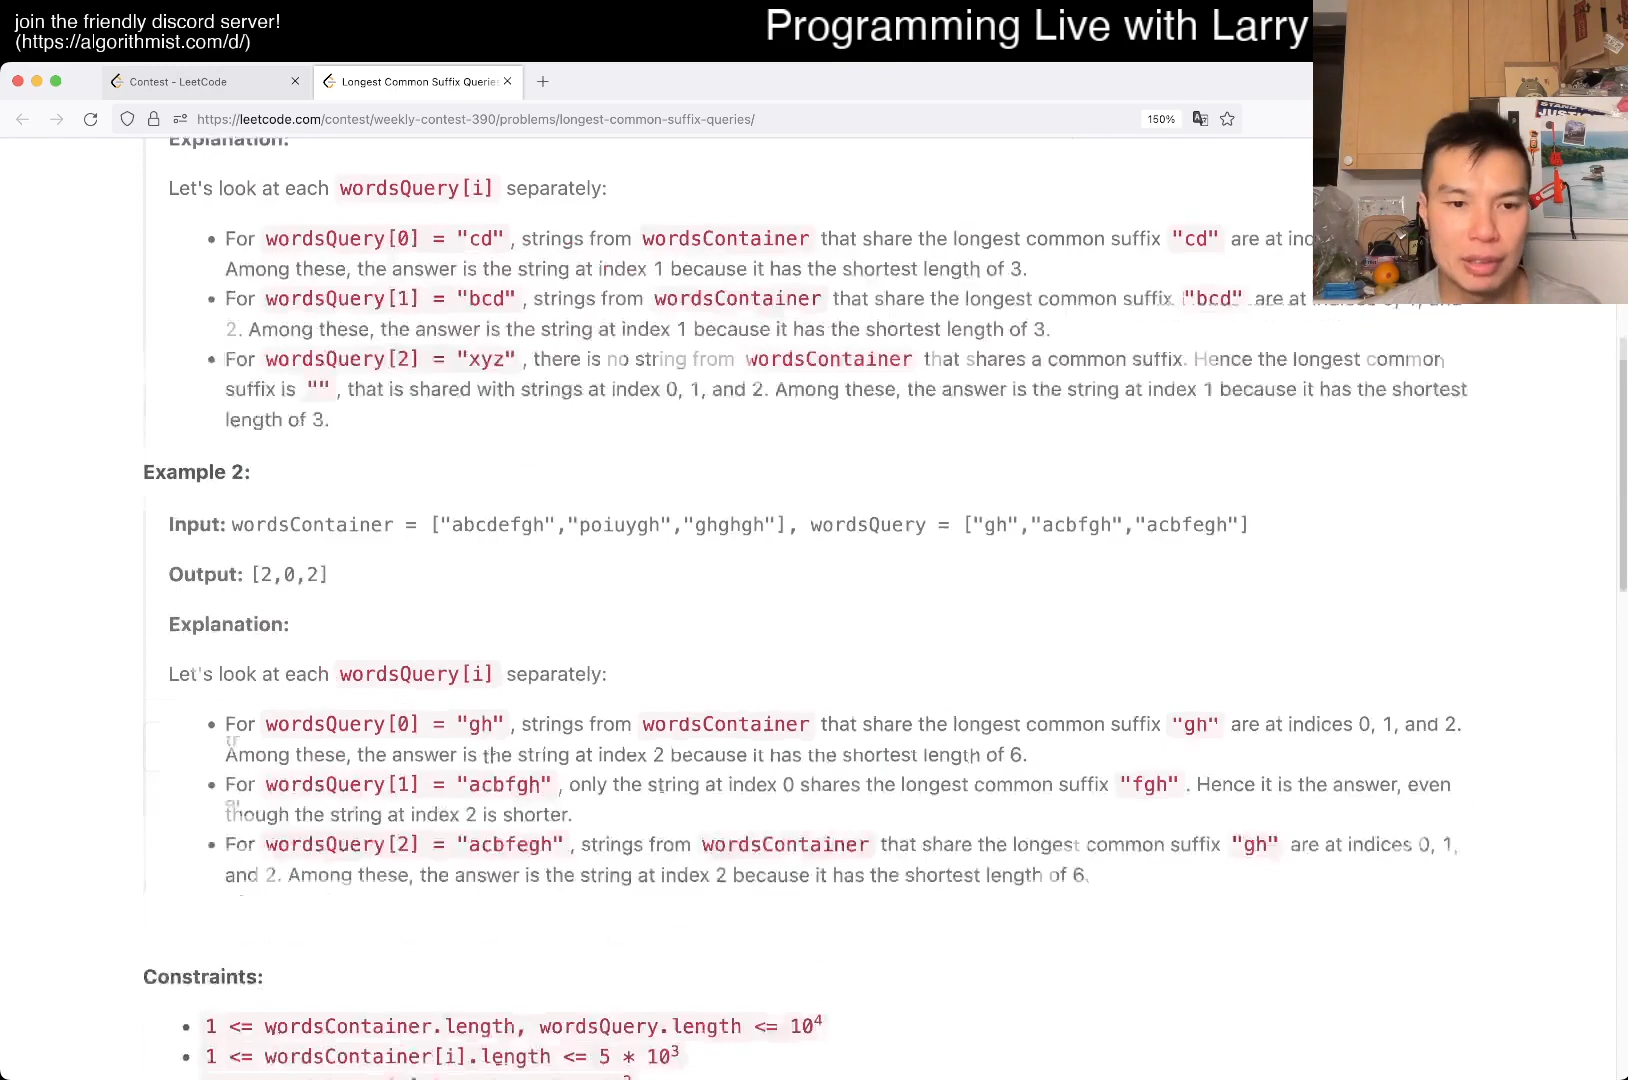 join the friendly discord server!
(https://algorithmist.com/d/)
Programming Live with Larry
Contest - LeetCode
Longest Common Suffix Querie
https://leetcode.com/contest/weekly-contest-390/problems/longest-common-suffix-queries/
150%
Explanation:
Let's look at each wordsQuery[i] separately:
• For wordsQuery[0] = "cd", strings from wordsContainer that share the longest common suffix "cd" are at
Among these, the answer is the string at index 1 because it has the shortest length of 3.
• For wordsQuery[1] = "bcd", strings from wordsContainer that share the longest common suffix "bcd" are at
2. Among these, the answer is the string at index 1 because it has the shortest length of 3.
• For wordsQuery[2] = "xyz", there is no string from wordsContainer that shares a common suffix. Hence the longest common
suffix is "", that is shared with strings at index 0, 1, and 2. Among these, the answer is the string at index 1 because it has the shortest
length of 3.
Example 2:
Input: wordsContainer = ["abcdefgh","poiuygh","ghghgh"], wordsQuery = ["gh","acbfgh","acbfegh"]
Output: [2,0,2]
Explanation:
Let's look at each wordsQuery[i] separately:
• For wordsQuery[0] = "gh", strings from wordsContainer that share the longest common suffix "gh" are at indices 0, 1, and 2.
Among these, the answer is the string at index 2 because it has the shortest length of 6.
• For wordsQuery[1] = "acbfgh", only the string at index 0 shares the longest common suffix "fgh". Hence it is the answer, even
though the string at index 2 is shorter.
• For wordsQuery[2] = "acbfegh", strings from wordsContainer that share the longest common suffix "gh" are at indices 0, 1,
and 2. Among these, the answer is the string at index 2 because it has the shortest length of 6.
Constraints:
• 1 <= wordsContainer.length, wordsQuery.length <= 10⁴
• 1 <= wordsContainer[i].length <= 5 * 10³